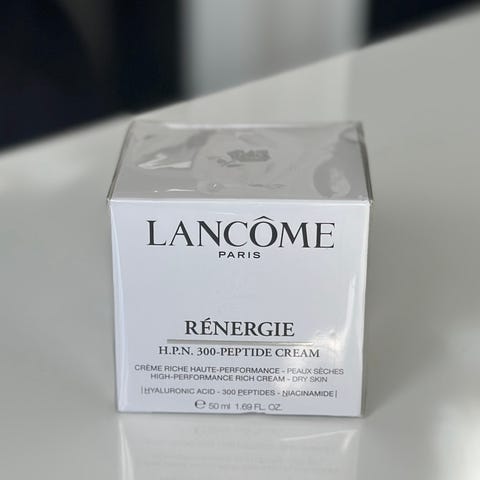 LANCÔME
PARIS
RÉNERGIE
H.P.N. 300-PEPTIDE CREAM
CRÈME RICHE HAUTE-PERFORMANCE - PEAUX SÈCHES
HIGH-PERFORMANCE RICH CREAM - DRY SKIN
| HYALURONIC ACID - 300 PEPTIDES - NIACINAMIDE |
℮ 50 ml 1.69 FL. OZ.